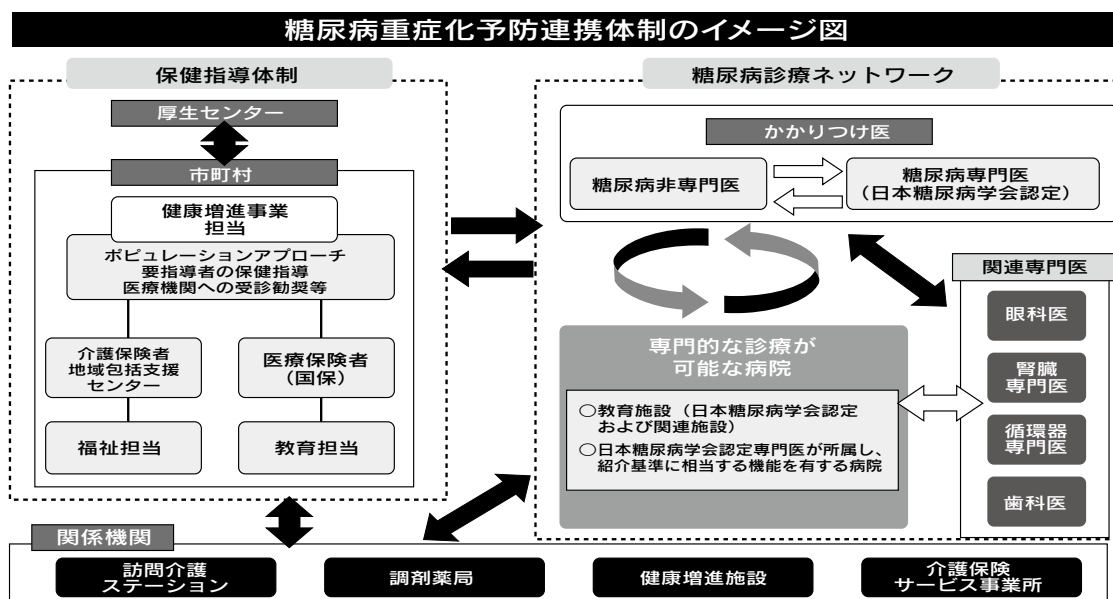 糖尿病重症化予防連携体制のイメージ図
保健指導体制
厚生センター
市町村
健康増進事業
担当
ポピュレーションアプローチ
要指導者の保健指導
医療機関への受診勧奨等
介護保険者
地域包括支援
センター
医療保険者
(国保)
福祉担当
教育担当
糖尿病診療ネットワーク
かかりつけ医
糖尿病非専門医
糖尿病専門医
(日本糖尿病学会認定)
専門的な診療が
可能な病院
○教育施設(日本糖尿病学会認定
および関連施設)
○日本糖尿病学会認定専門医が所属し、
紹介基準に相当する機能を有する病院
関連専門医
眼科医
腎臓
専門医
循環器
専門医
歯科医
関係機関
訪問介護
ステーション
調剤薬局
健康増進施設
介護保険
サービス事業所